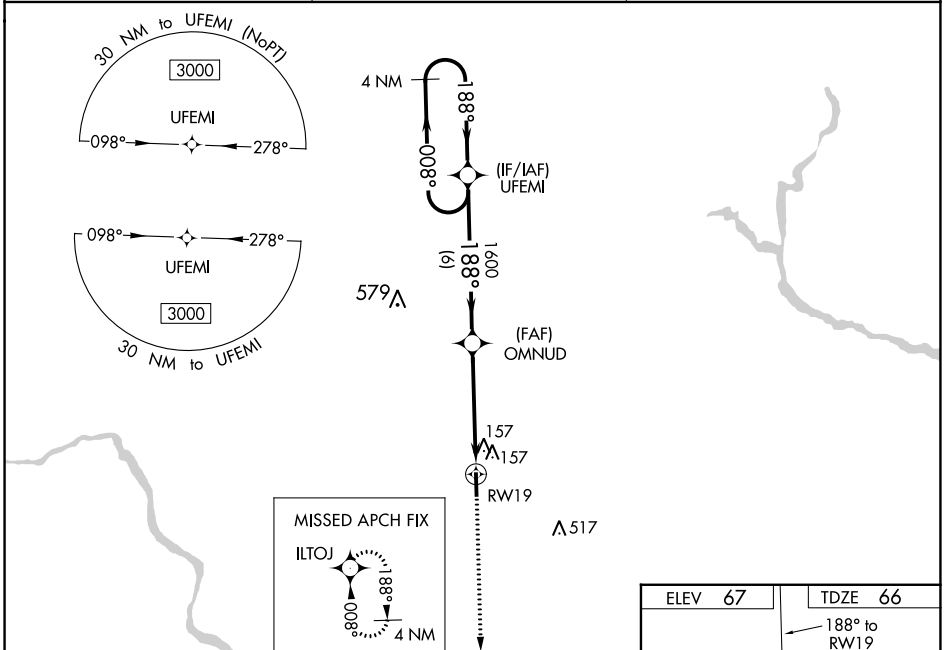 30 NM to UFEMI (NoPT)
3000
UFEMI
098°
278°
098°
278°
UFEMI
3000
30 NM to UFEMI
4 NM
188°
008°
(IF/IAF)
UFEMI
1600
188°
(6)
579
(FAF)
OMNUD
157
157
RW19
517
MISSED APCH FIX
ILTOJ
188°
008°
4 NM
ELEV 67
TDZE 66
188° to
RW19